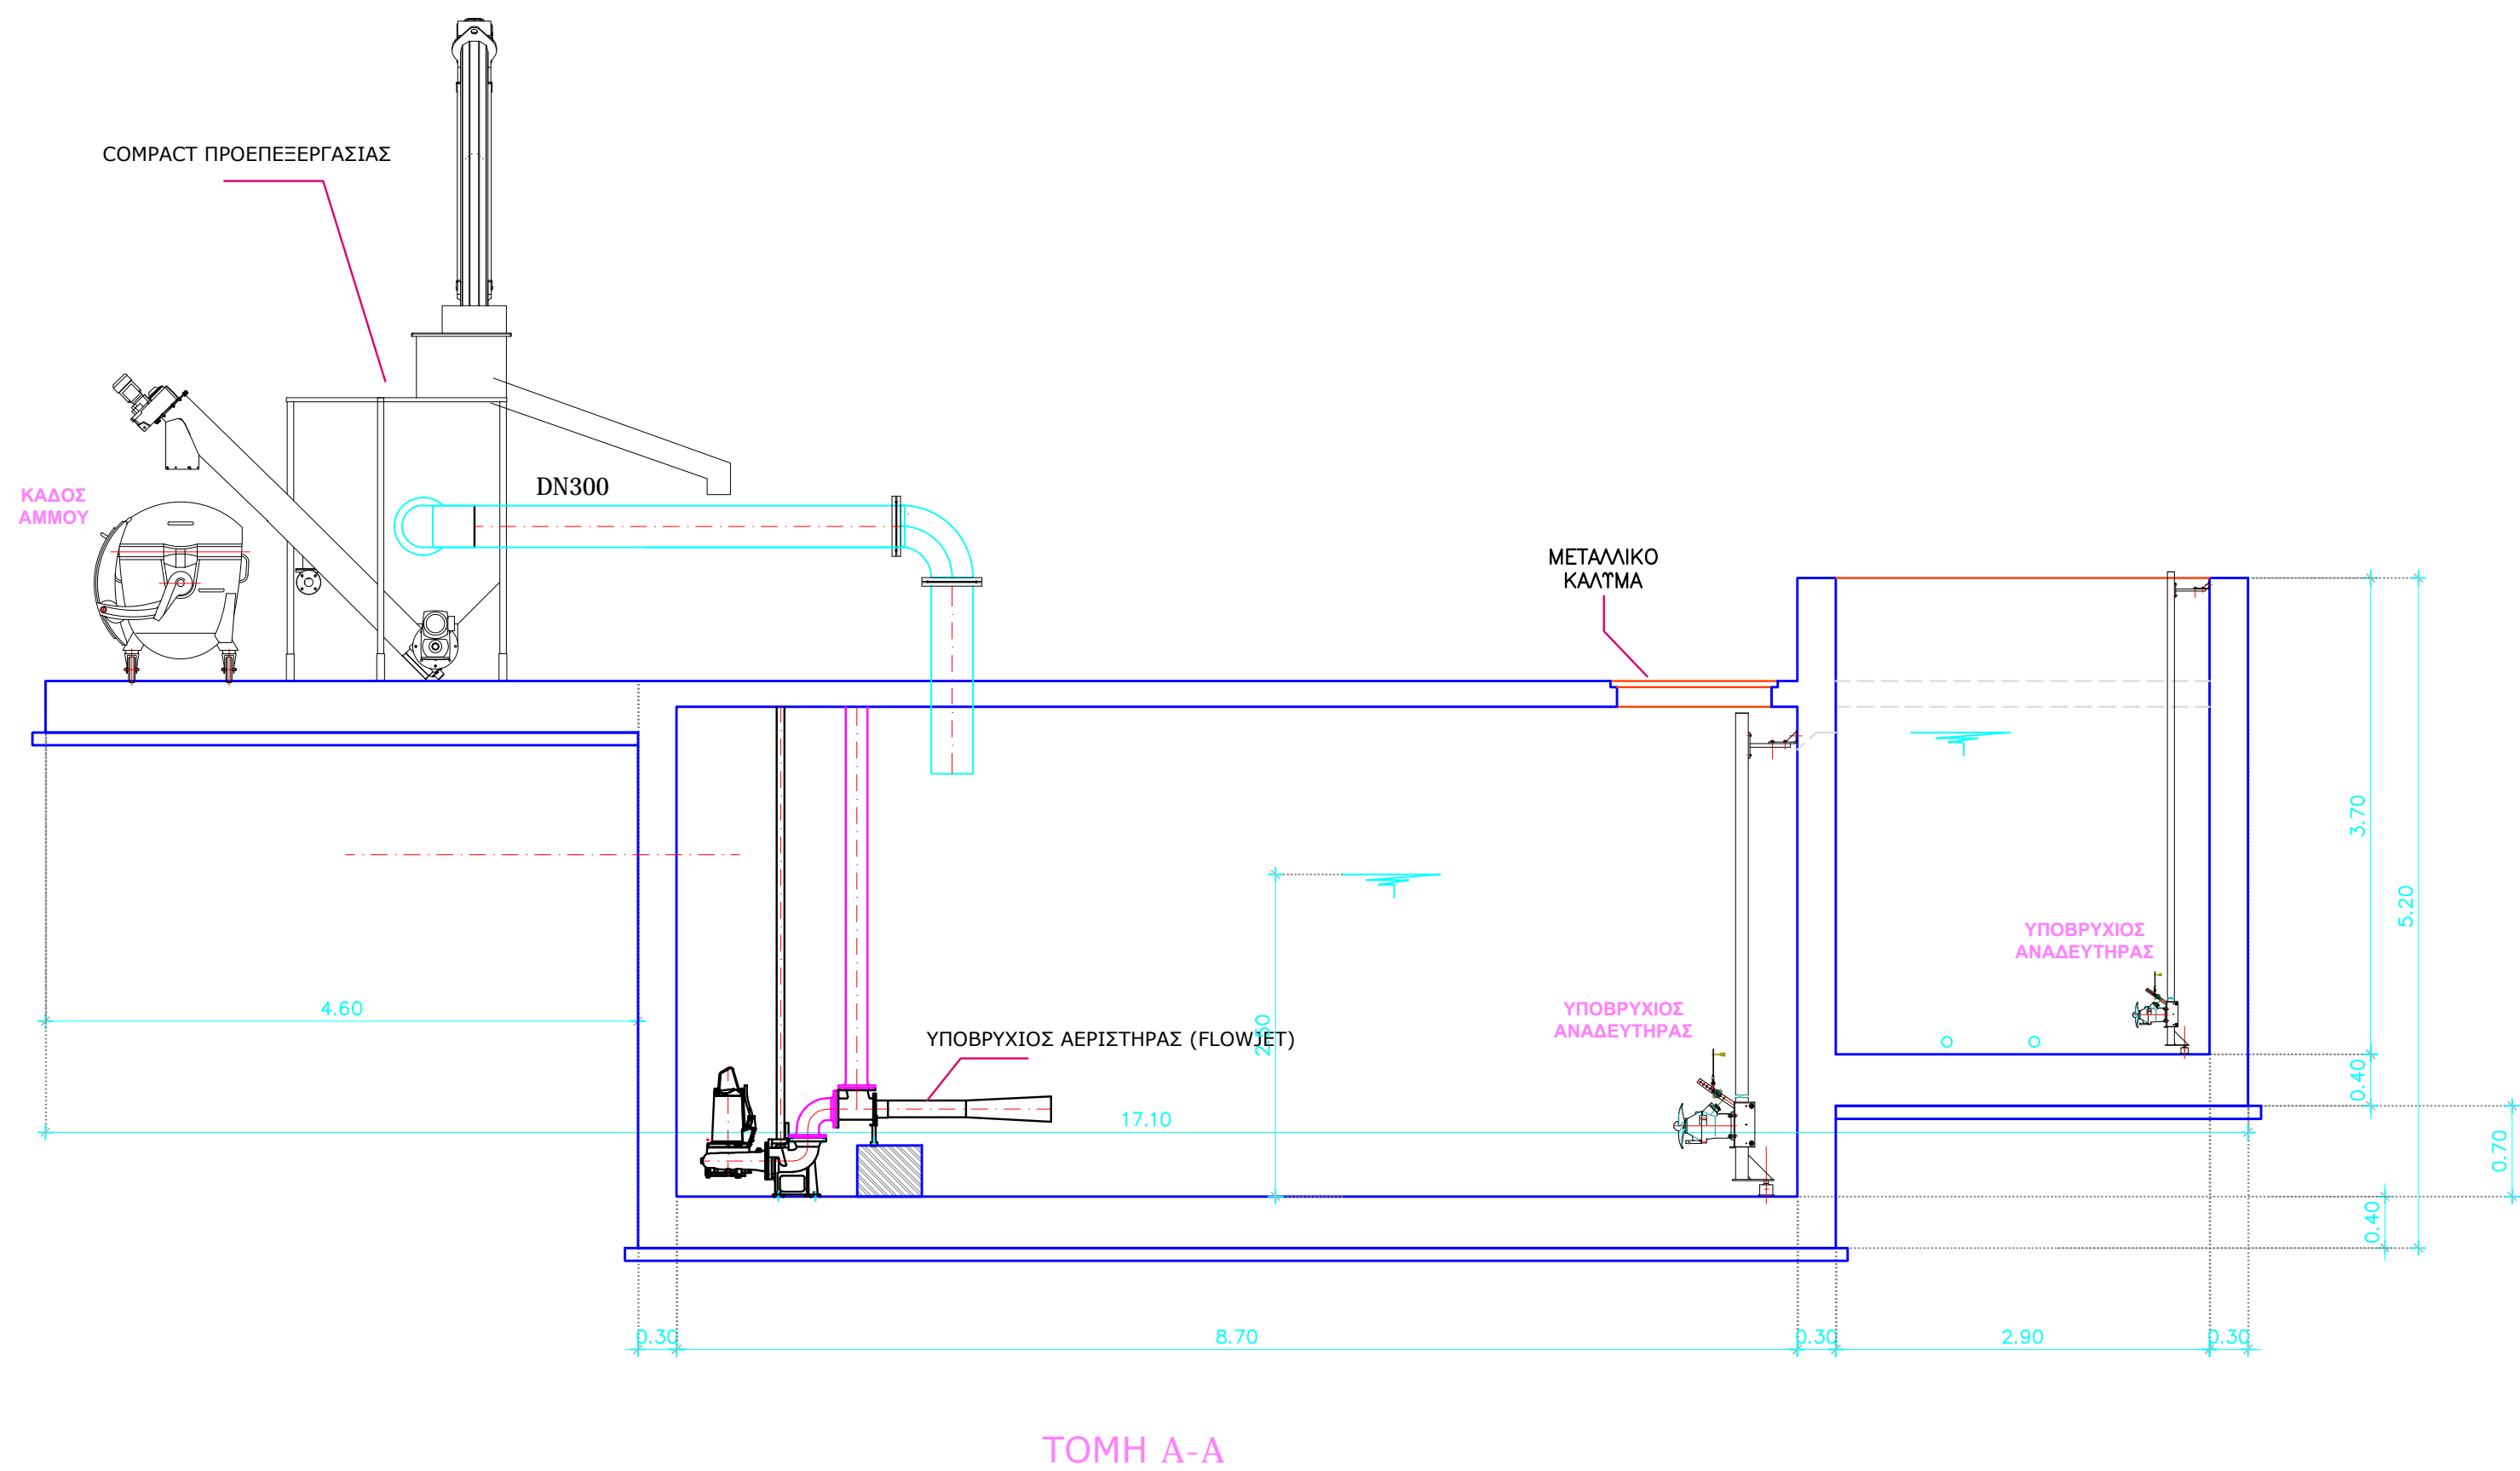 COMPACT ΠΡΟΕΠΕΞΕΡΓΑΣΙΑΣ
ΚΑΔΟΣ
ΑΜΜΟΥ
DN300
ΜΕΤΑΛΛΙΚΟ
ΚΑΛΥΜΑ
3.70
5.20
ΥΠΟΒΡΥΧΙΟΣ
ΑΝΑΔΕΥΤΗΡΑΣ
4.60
ΥΠΟΒΡΥΧΙΟΣ
ΑΝΑΔΕΥΤΗΡΑΣ
ΥΠΟΒΡΥΧΙΟΣ ΑΕΡΙΣΤΗΡΑΣ (FLOWJET)
2.50
0.40
17.10
0.70
0.40
0.30
8.70
0.30
2.90
0.30
ΤΟΜΗ Α-Α